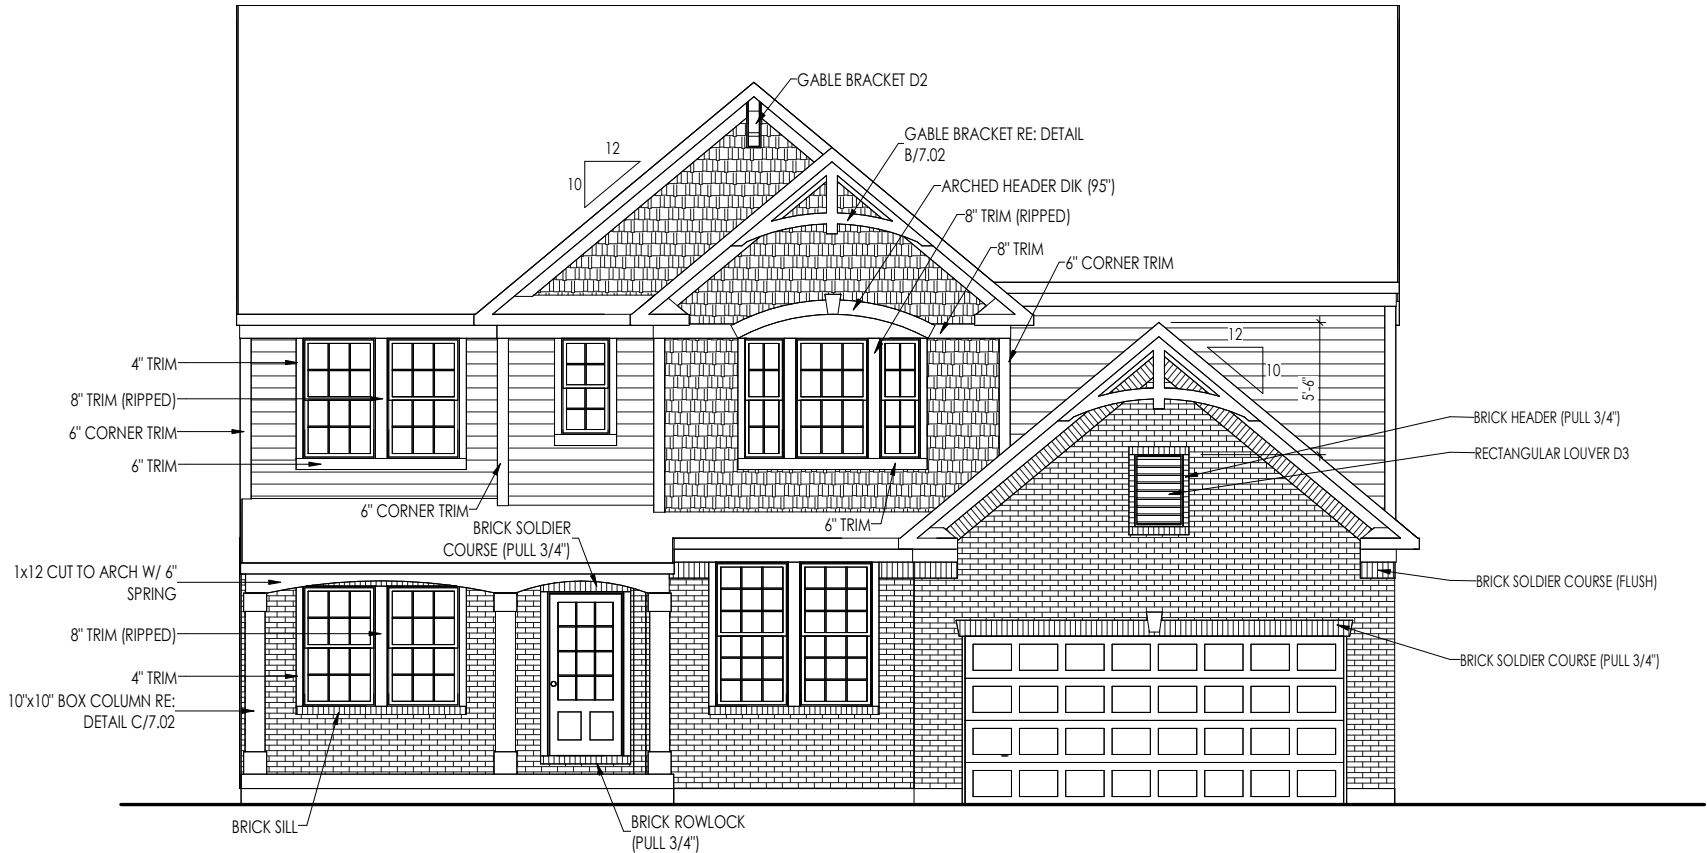 GABLE BRACKET D2
GABLE BRACKET RE: DETAIL
B/7.02
12
10
ARCHED HEADER DIK (95")
8" TRIM (RIPPED)
8" TRIM
6" CORNER TRIM
12
10
5'-6"
4" TRIM
8" TRIM (RIPPED)
6" CORNER TRIM
6" TRIM
BRICK HEADER (PULL 3/4")
RECTANGULAR LOUVER D3
6" CORNER TRIM
BRICK SOLDIER
COURSE (PULL 3/4")
6" TRIM
1x12 CUT TO ARCH W/ 6"
SPRING
BRICK SOLDIER COURSE (FLUSH)
8" TRIM (RIPPED)
BRICK SOLDIER COURSE (PULL 3/4")
4" TRIM
10"x10" BOX COLUMN RE:
DETAIL C/7.02
BRICK SILL
BRICK ROWLOCK
(PULL 3/4")